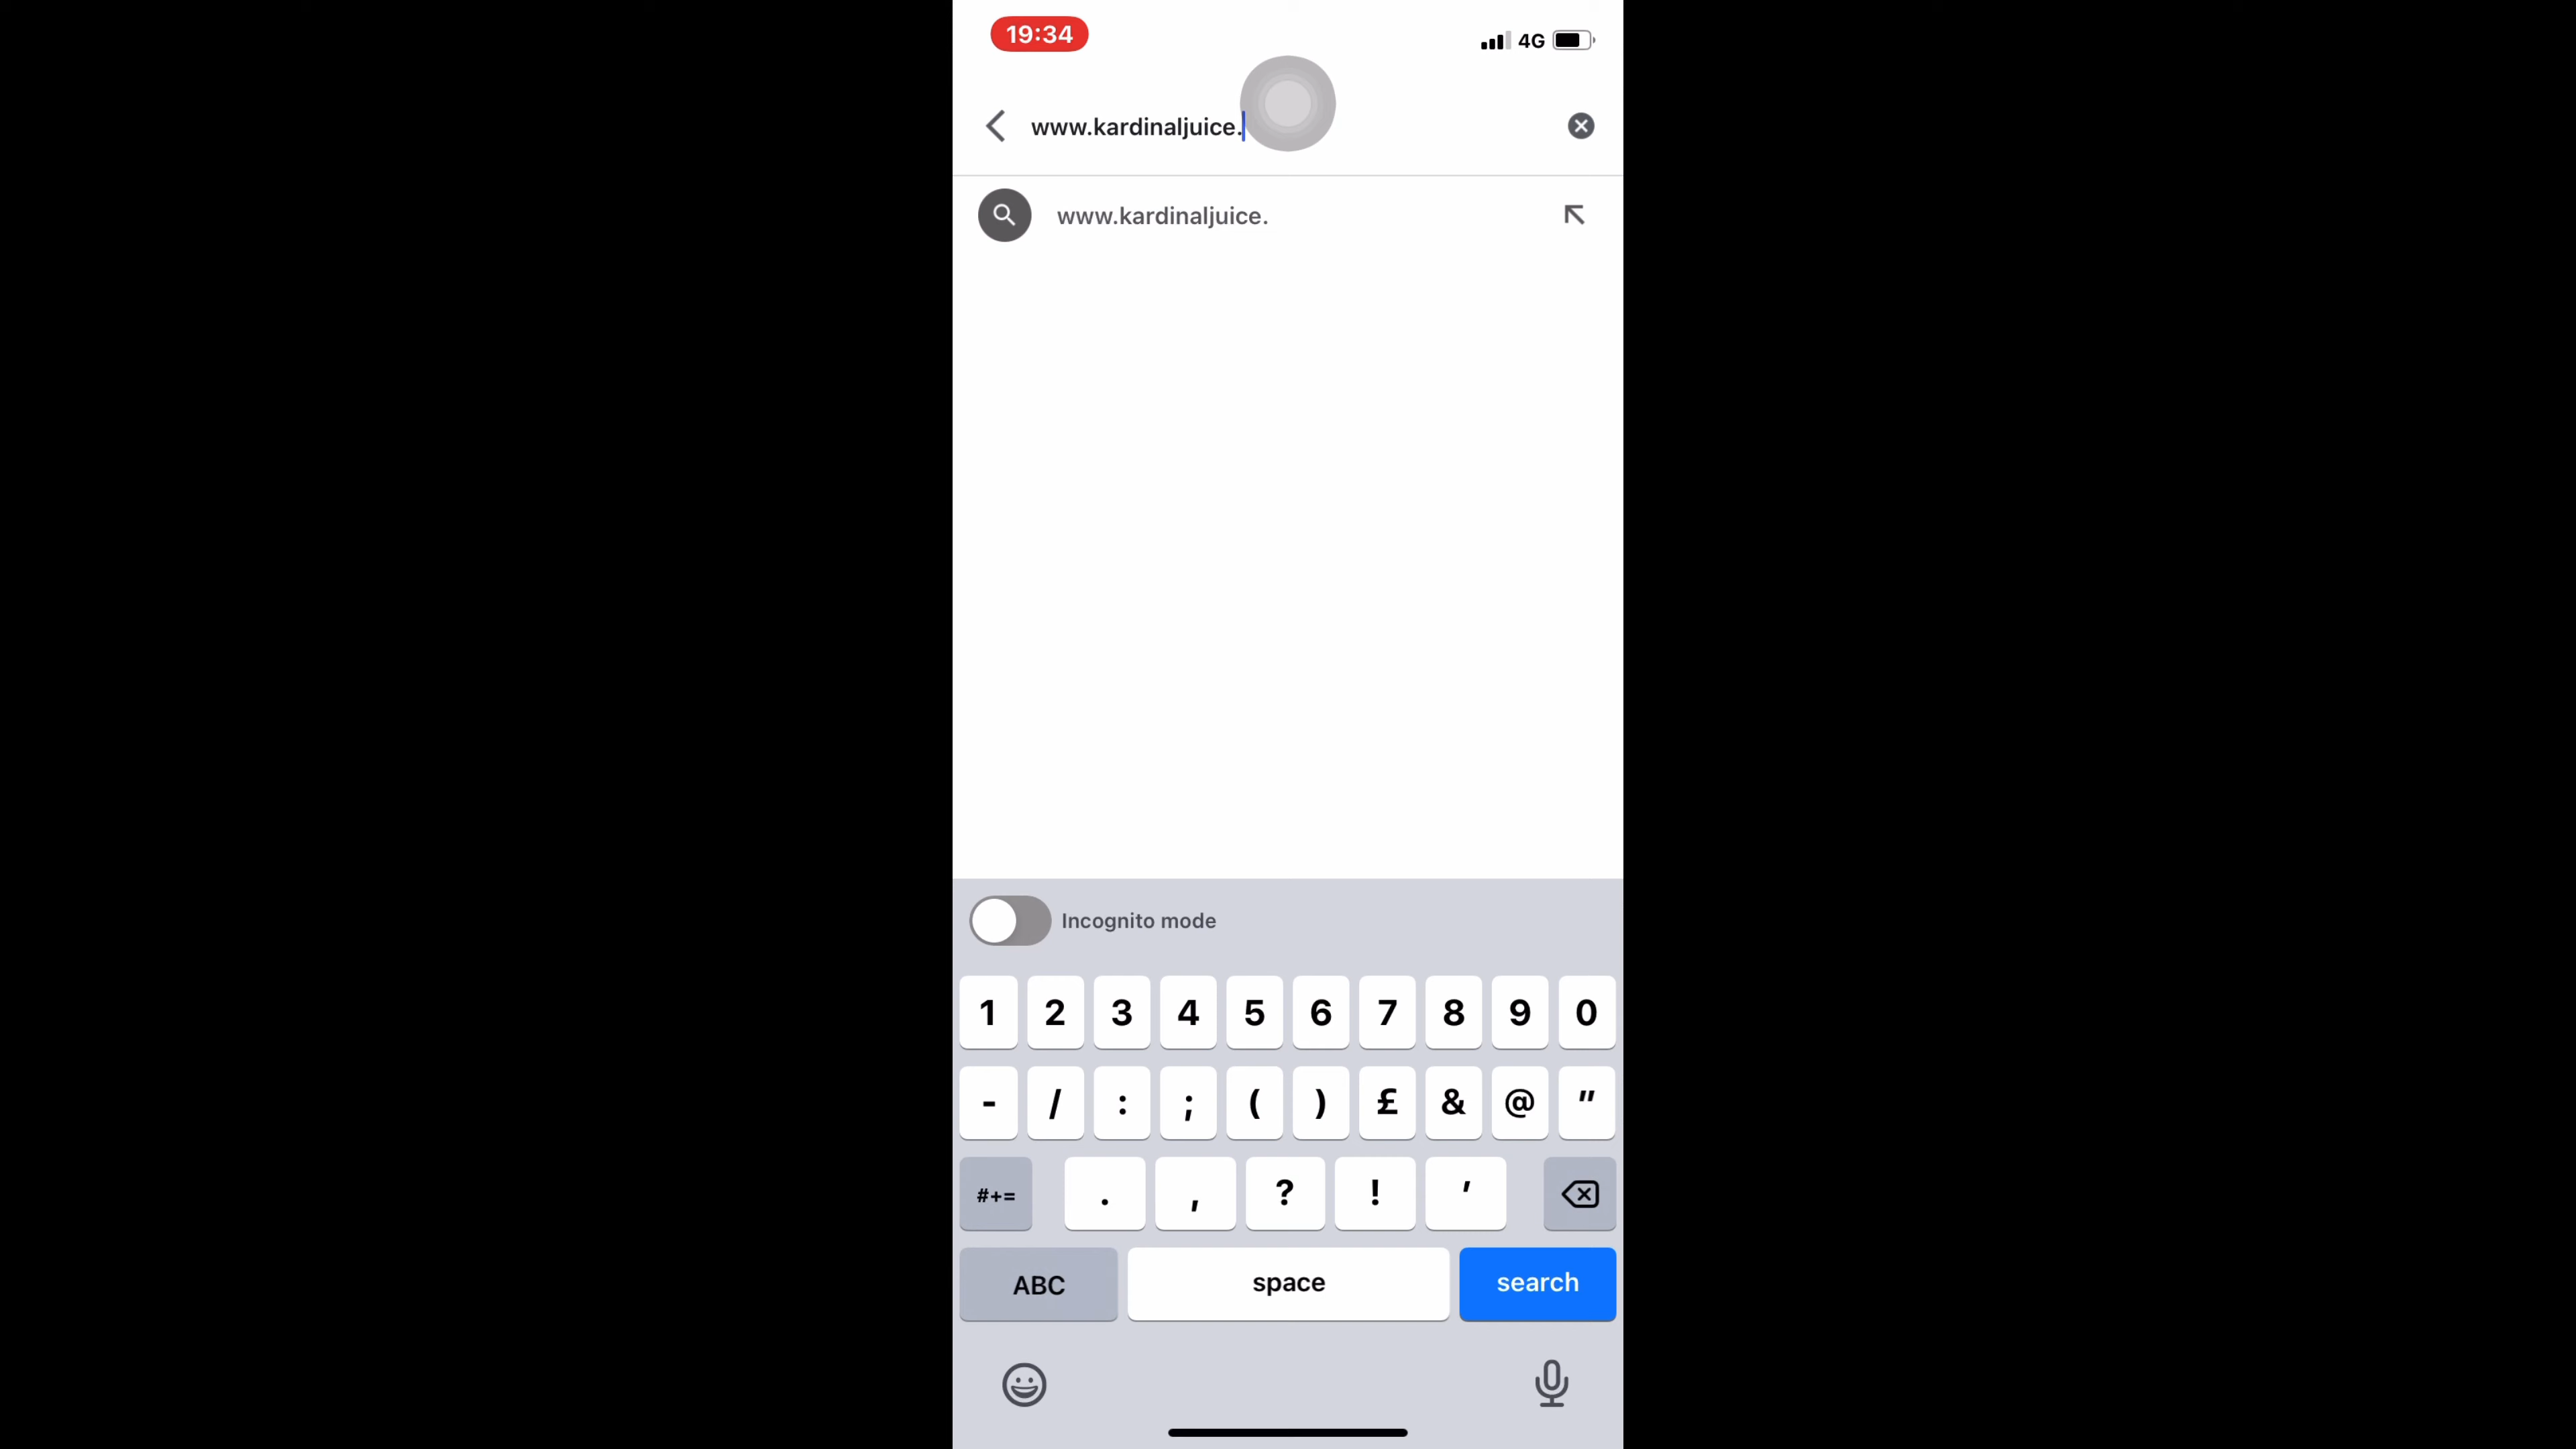 19:34
4G
www.kardinaljuice.
www.kardinaljuice.
Incognito mode
1 2 3 4 5 6 7 8 9 0
- / : ; ( ) £ & @ "
#+= . , ? ! '
ABC space search